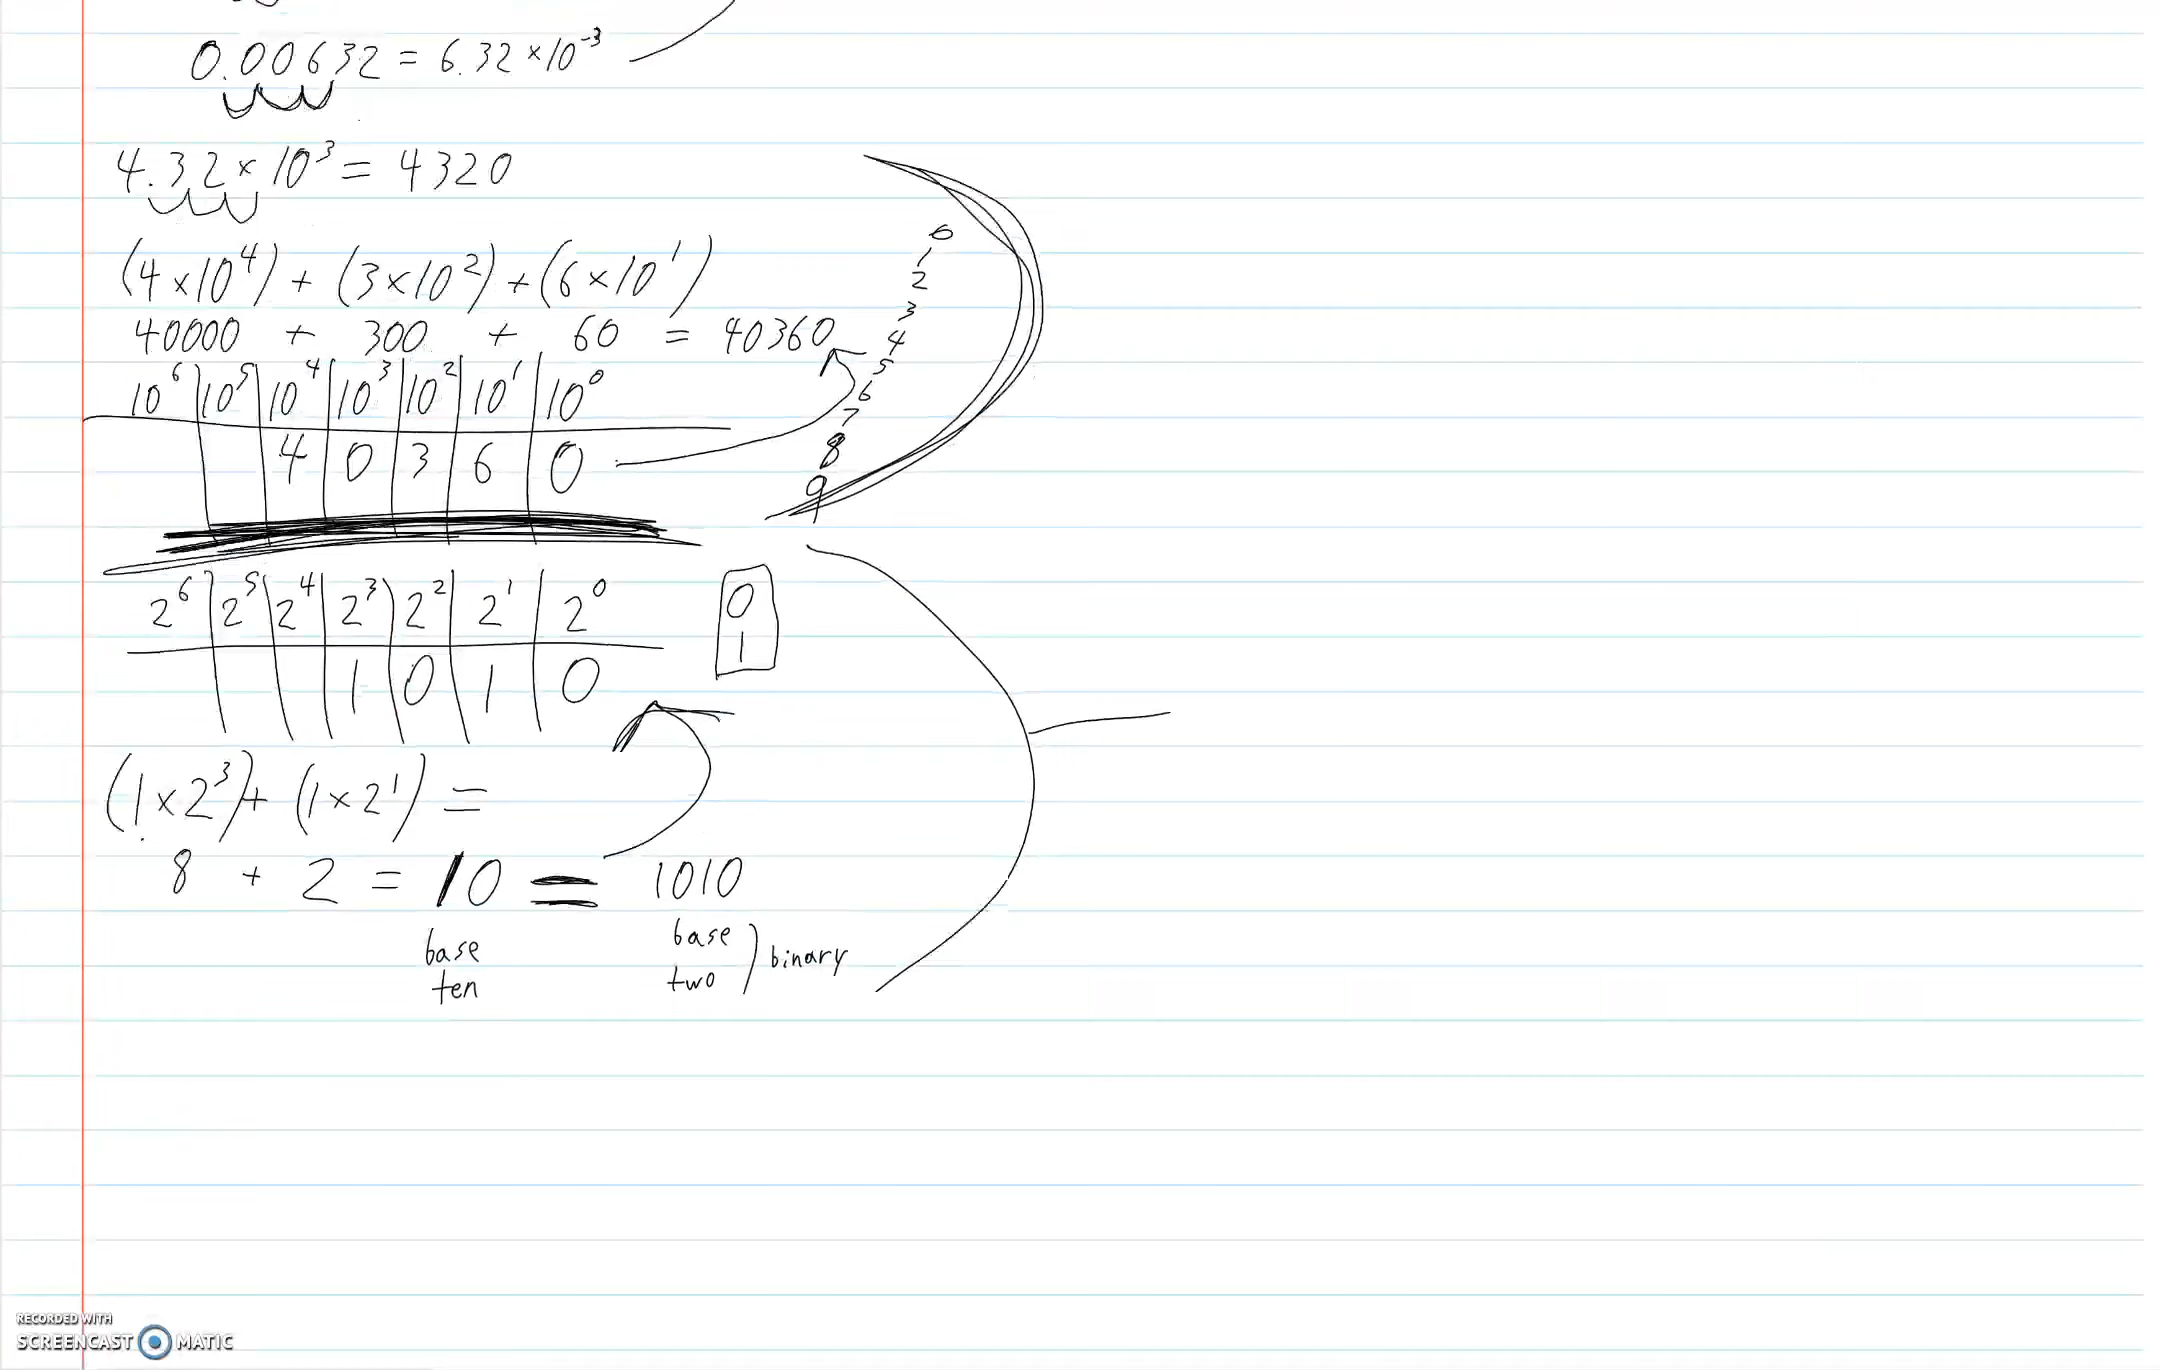 0.00632 = 6.32 × 10⁻³
4.32 × 10³ = 4320
(4 × 10⁴) + (3 × 10²) + (6 × 10¹)
40000 + 300 + 60 = 40360
0
1
2
3
4
5
6
7
8
9
10⁶ 10⁵ 10⁴ 10³ 10² 10¹ 10⁰
4 0 3 6 0
2⁶ 2⁵ 2⁴ 2³ 2² 2¹ 2⁰
1 0 1 0
0
1
(1 × 2³) + (1 × 2¹) =
8 + 2 = 10 = 1010
base ten
base two ) binary
RECORDED WITH
SCREENCAST MATIC